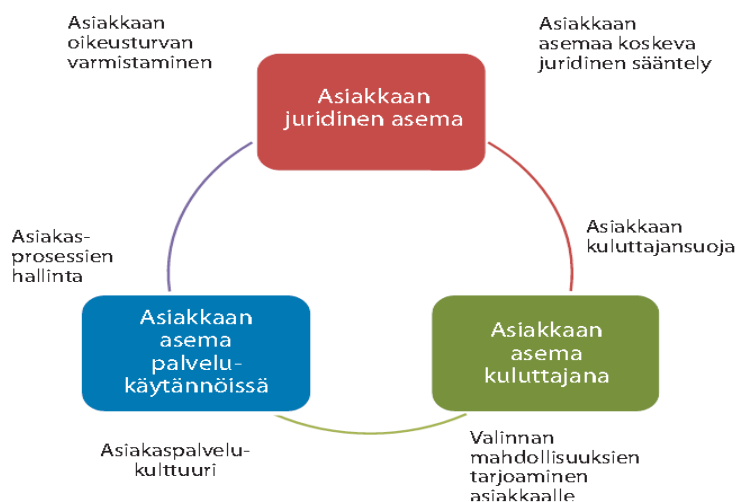 Asiakkaan
oikeusturvan
varmistaminen
Asiakkaan
asemaa koskeva
juridinen sääntely
Asiakkaan
juridinen asema
Asiakas-
prosessien
hallinta
Asiakkaan
kuluttajansuoja
Asiakkaan
asema
palvelu-
käytännöissä
Asiakkaan
asema
kuluttajana
Asiakaspalvelu-
kulttuuri
Valinnan
mahdollisuuksien
tarjoaminen
asiakkaalle